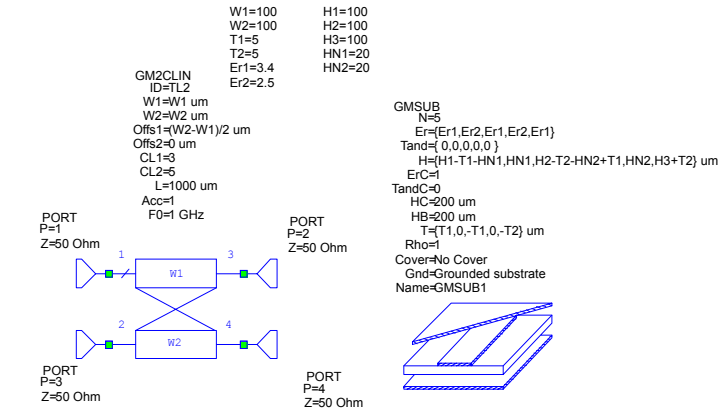 W1=100
W2=100
T1=5
T2=5
Er1=3.4
Er2=2.5
H1=100
H2=100
H3=100
HN1=20
HN2=20
GM2CLIN
ID=TL2
W1=W1 um
W2=W2 um
Offs1=(W2-W1)/2 um
Offs2=0 um
CL1=3
CL2=5
L=1000 um
Acc=1
F0=1 GHz
GMSUB
N=5
Er={Er1,Er2,Er1,Er2,Er1}
Tand={ 0,0,0,0,0 }
H={H1-T1-HN1,HN1,H2-T2-HN2+T1,HN2,H3+T2} um
ErC=1
TandC=0
HC=200 um
HB=200 um
T={T1,0,-T1,0,-T2} um
Rho=1
Cover=No Cover
Gnd=Grounded substrate
Name=GMSUB1
PORT
P=1
Z=50 Ohm
PORT
P=2
Z=50 Ohm
1
3
W1
2
4
W2
PORT
P=3
Z=50 Ohm
PORT
P=4
Z=50 Ohm